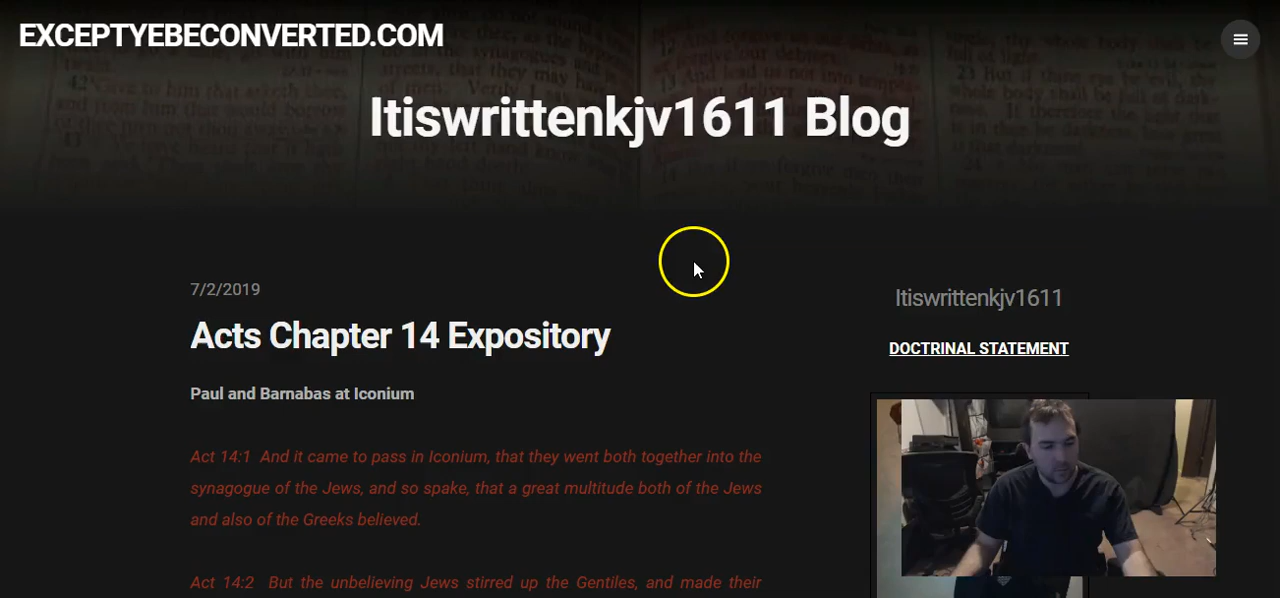 EXCEPTYEBECONVERTED.COM
Itiswrittenkjv1611 Blog
7/2/2019
Itiswrittenkjv1611
Acts Chapter 14 Expository
DOCTRINAL STATEMENT
Paul and Barnabas at Iconium
Act 14:1 And it came to pass in Iconium, that they went both together into the
synagogue of the Jews, and so spake, that a great multitude both of the Jews
and also of the Greeks believed.
Act 14:2 But the unbelieving Jews stirred up the Gentiles, and made their